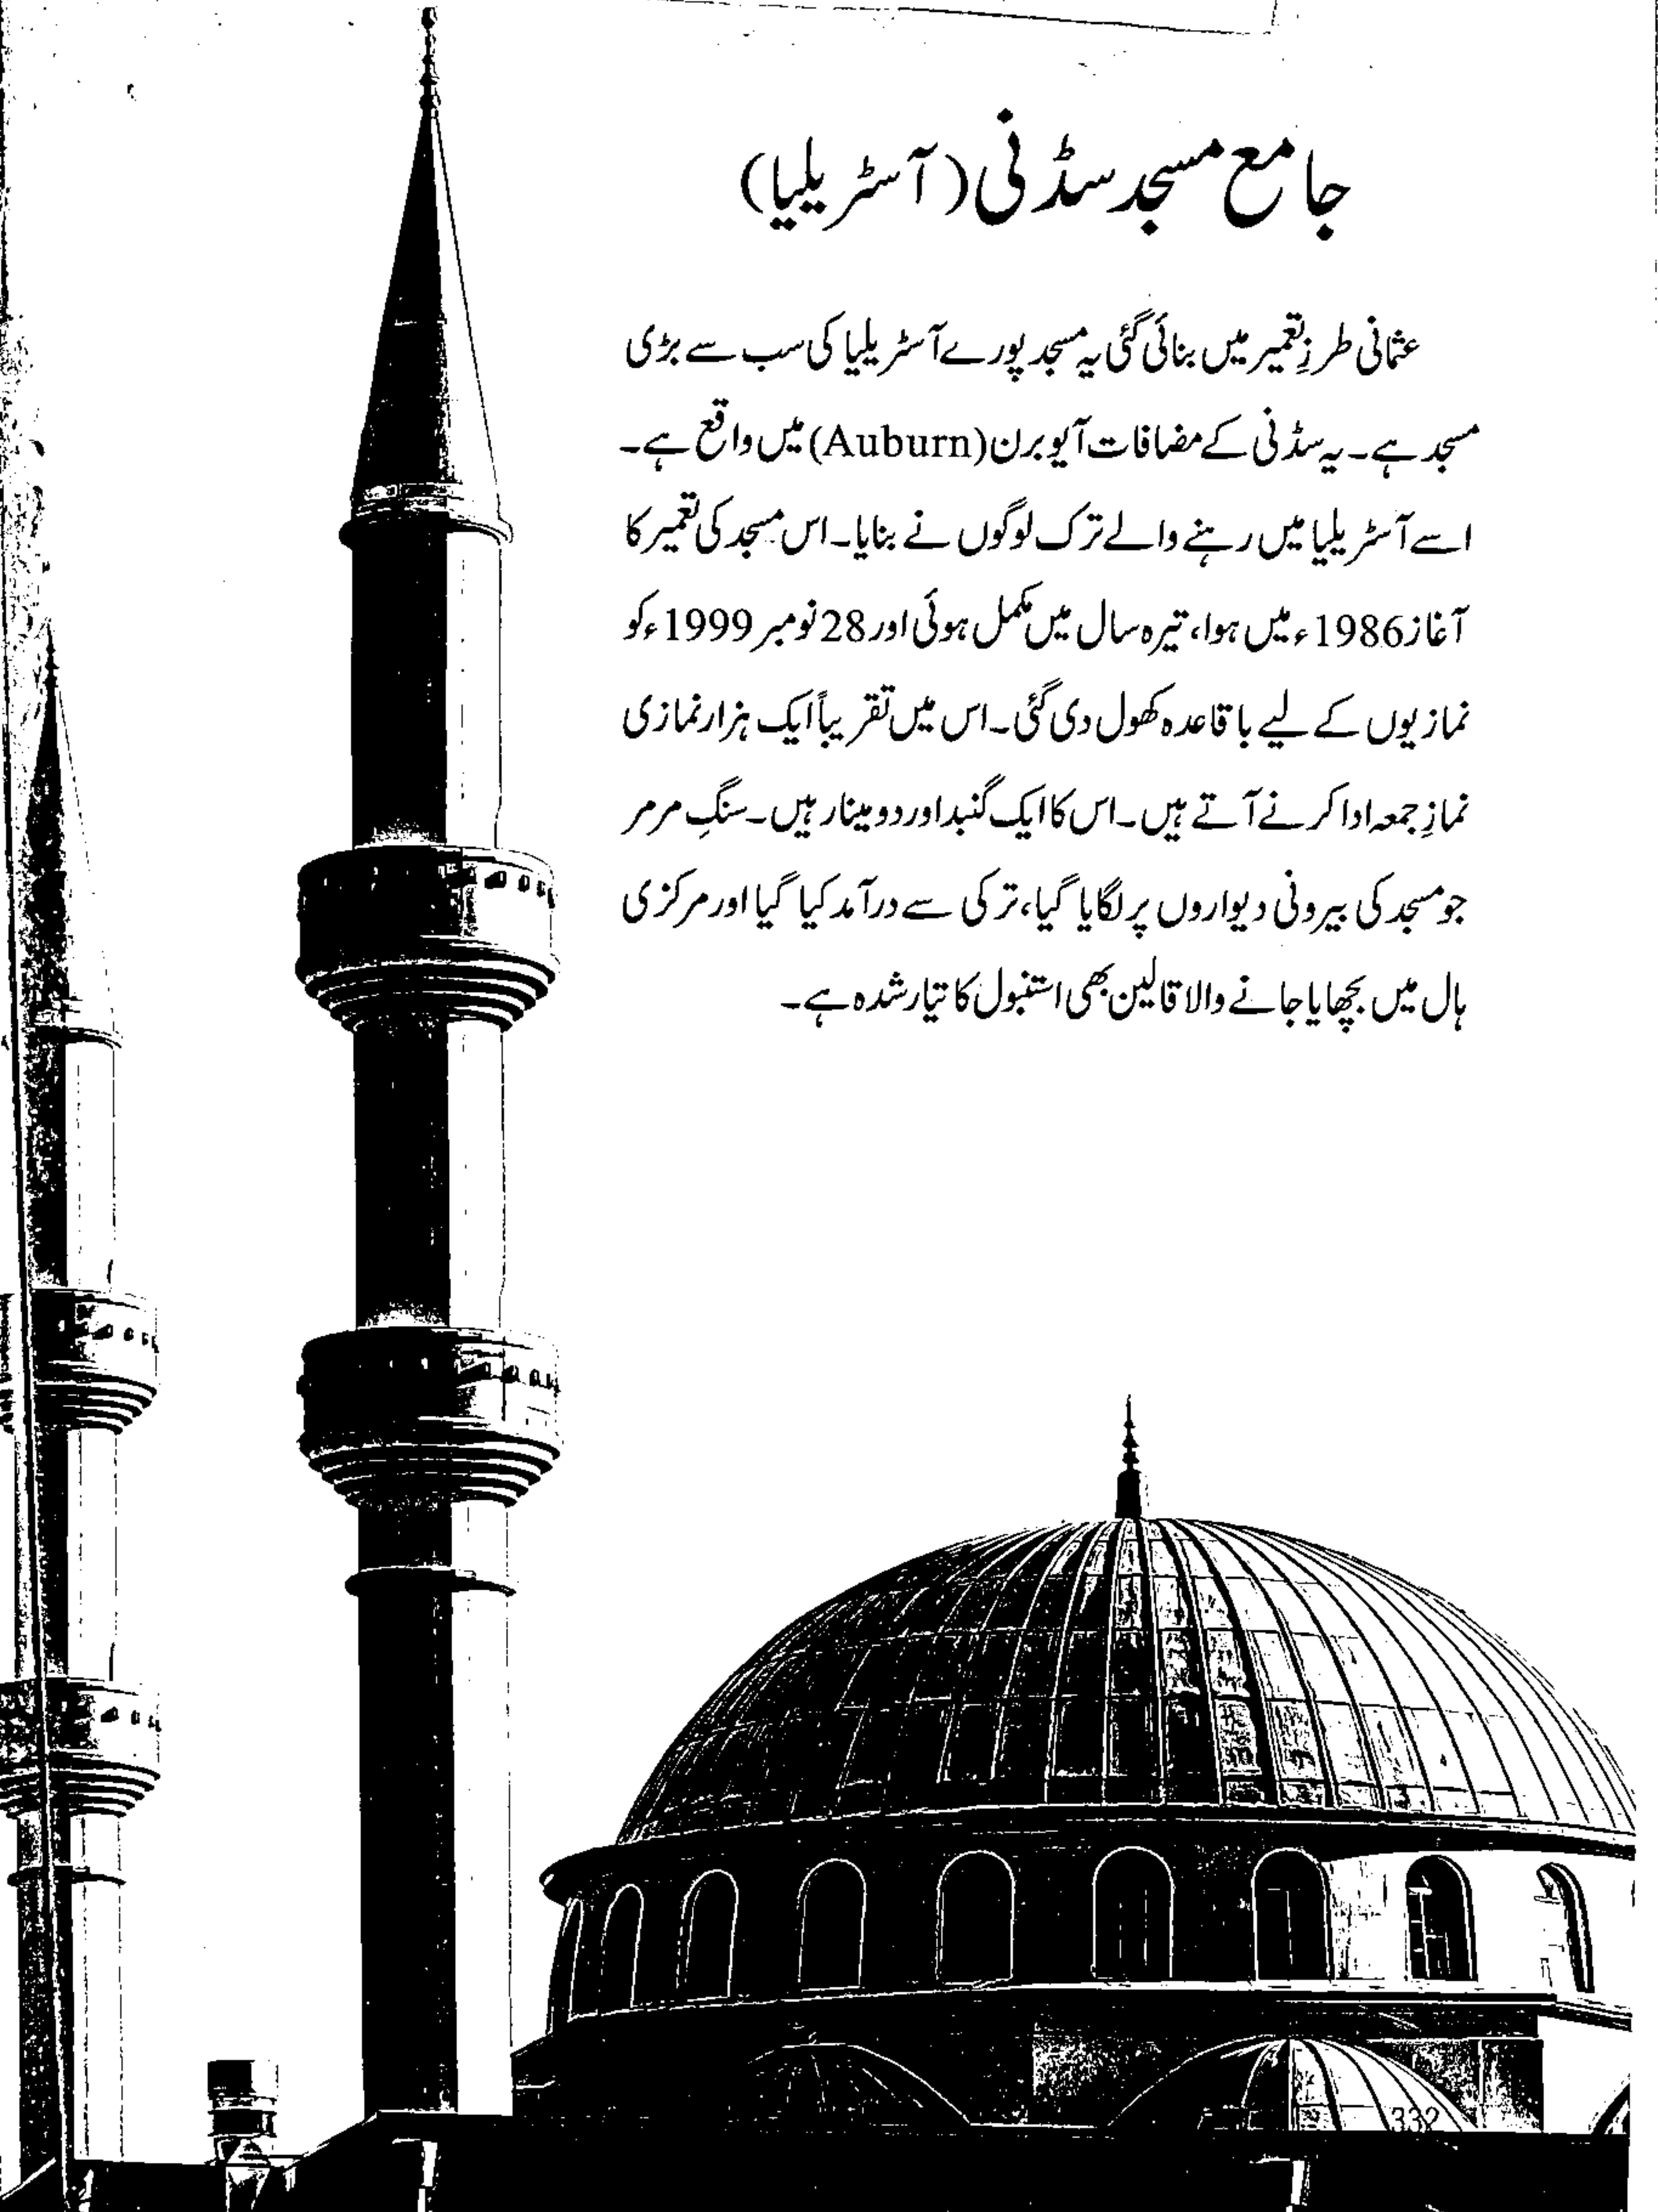 جامع مسجد سڈنی (آسٹریلیا)
عثمانی طرزِ تعمیر میں بنائی گئی یہ مسجد پورے آسٹریلیا کی سب سے بڑی
مسجد ہے۔ یہ سڈنی کے مضافات آیوبرن (Auburn) میں واقع ہے۔
اسے آسٹریلیا میں رہنے والے ترک لوگوں نے بنایا۔ اس مسجد کی تعمیر کا
آغاز 1986ء میں ہوا، تیرہ سال میں مکمل ہوئی اور 28 نومبر 1999ء کو
نمازیوں کے لیے باقاعدہ کھول دی گئی۔ اس میں تقریباً ایک ہزار نمازی
نمازِ جمعہ ادا کرنے آتے ہیں۔ اس کا ایک گنبد اور دو مینار ہیں۔ سنگِ مرمر
جو مسجد کی بیرونی دیواروں پر لگایا گیا، ترکی سے درآمد کیا گیا اور مرکزی
ہال میں بچھایا جانے والا قالین بھی استنبول کا تیار شدہ ہے۔
332